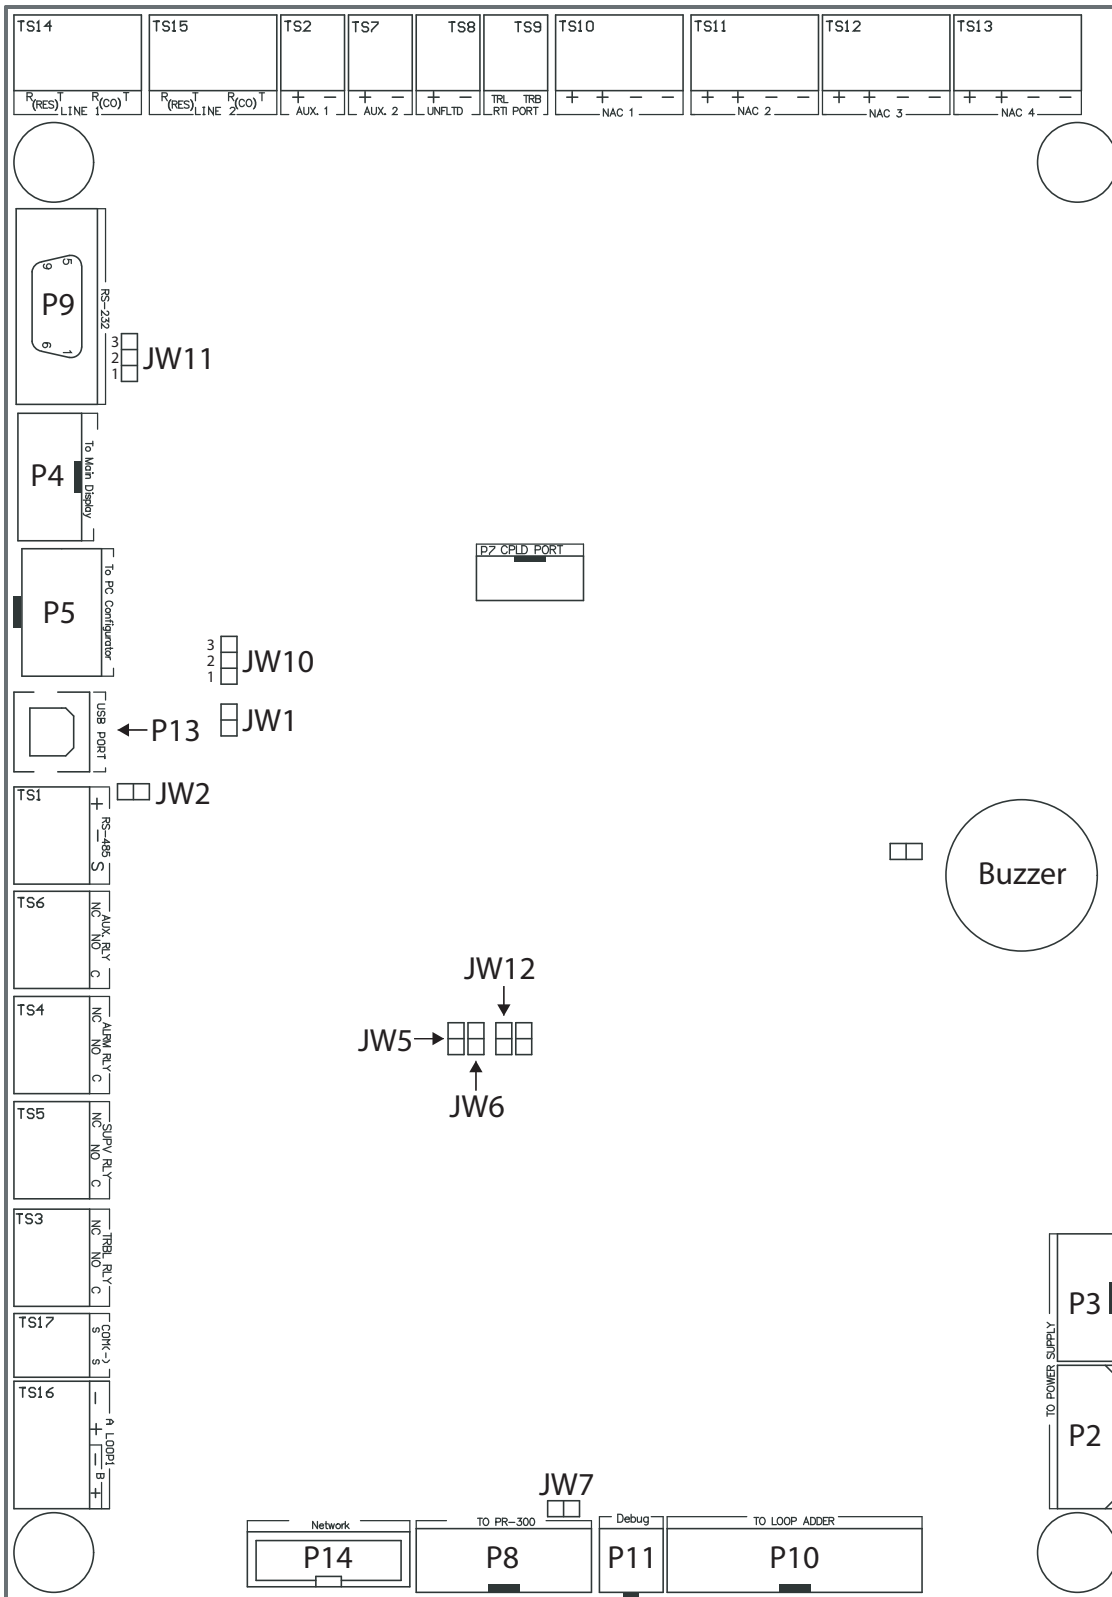 TS14 TS15 TS2 TS7 TS8 TS9 TS10 TS11 TS12 TS13
R T R T R T R T + - + - + - TRL TRB + + - - + + - - + + - - + + - -
(RES) (CO) (RES) (CO)
LINE 1 LINE 2 AUX. 1 AUX. 2 UNFLTD RTI PORT NAC 1 NAC 2 NAC 3 NAC 4
5
9
P9
6
1
RS-232
3
2
1
JW11
P4
To Main Display
P7 CPLD PORT
P5
To PC Configurator
3
2
1
JW10
JW1
USB PORT
P13
JW2
TS1
+ - S
RS-485
Buzzer
TS6
NC NO C
AUX. RLY
JW12
JW5
JW6
TS4
NC NO C
ALRM RLY
TS5
NC NO C
SUPV RLY
TS3
NC NO C
TRBL RLY
TS17
S S
COM(-)
TS16
- + - +
A LOOP1
B
P3
TO POWER SUPPLY
P2
JW7
Network TO PR-300 Debug TO LOOP ADDER
P14 P8 P11 P10